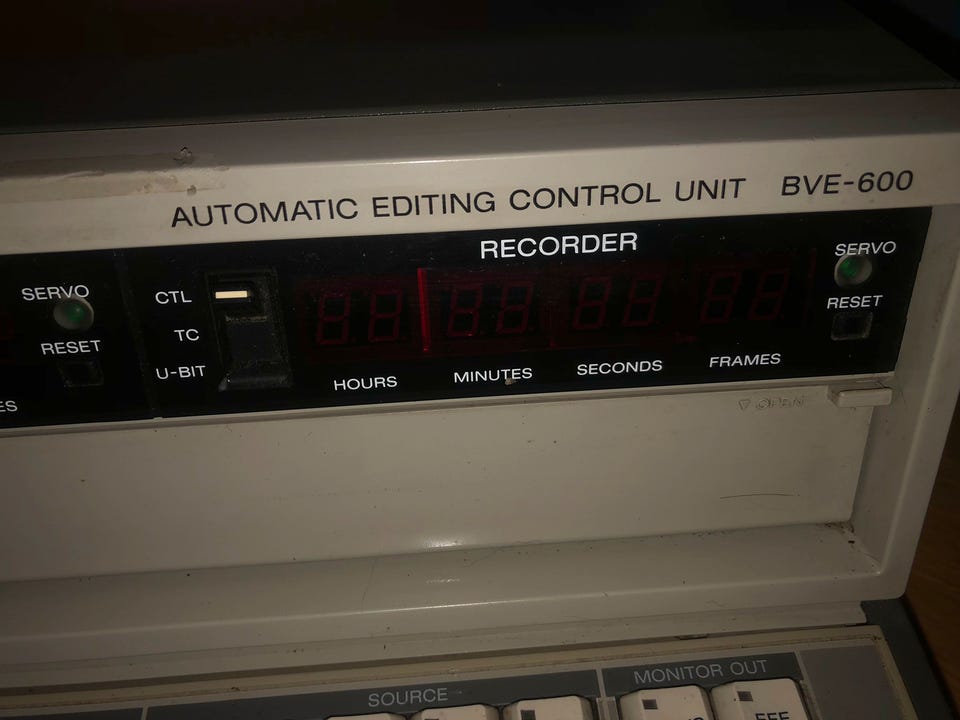 AUTOMATIC EDITING CONTROL UNIT BVE-600
RECORDER
SERVO
RESET
CTL
TC
U-BIT
HOURS
MINUTES
SECONDS
FRAMES
SERVO
RESET
▽ OPEN
SOURCE
MONITOR OUT